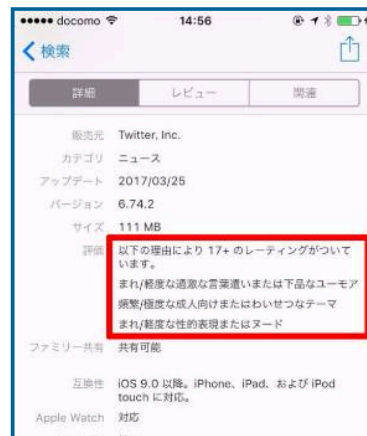 docomo 14:56
検索
詳細 レビュー 関連
販売元 Twitter, Inc.
カテゴリ ニュース
アップデート 2017/03/25
バージョン 6.74.2
サイズ 111 MB
評価 以下の理由により 17+ のレーティングがついて
います。
まれ/軽度な過激な言葉遣いまたは下品なユーモア
頻繁/極度な成人向けまたはわいせつなテーマ
まれ/軽度な性的表現またはヌード
ファミリー共有 共有可能
互換性 iOS 9.0 以降。iPhone、iPad、および iPod
touch に対応。
Apple Watch 対応